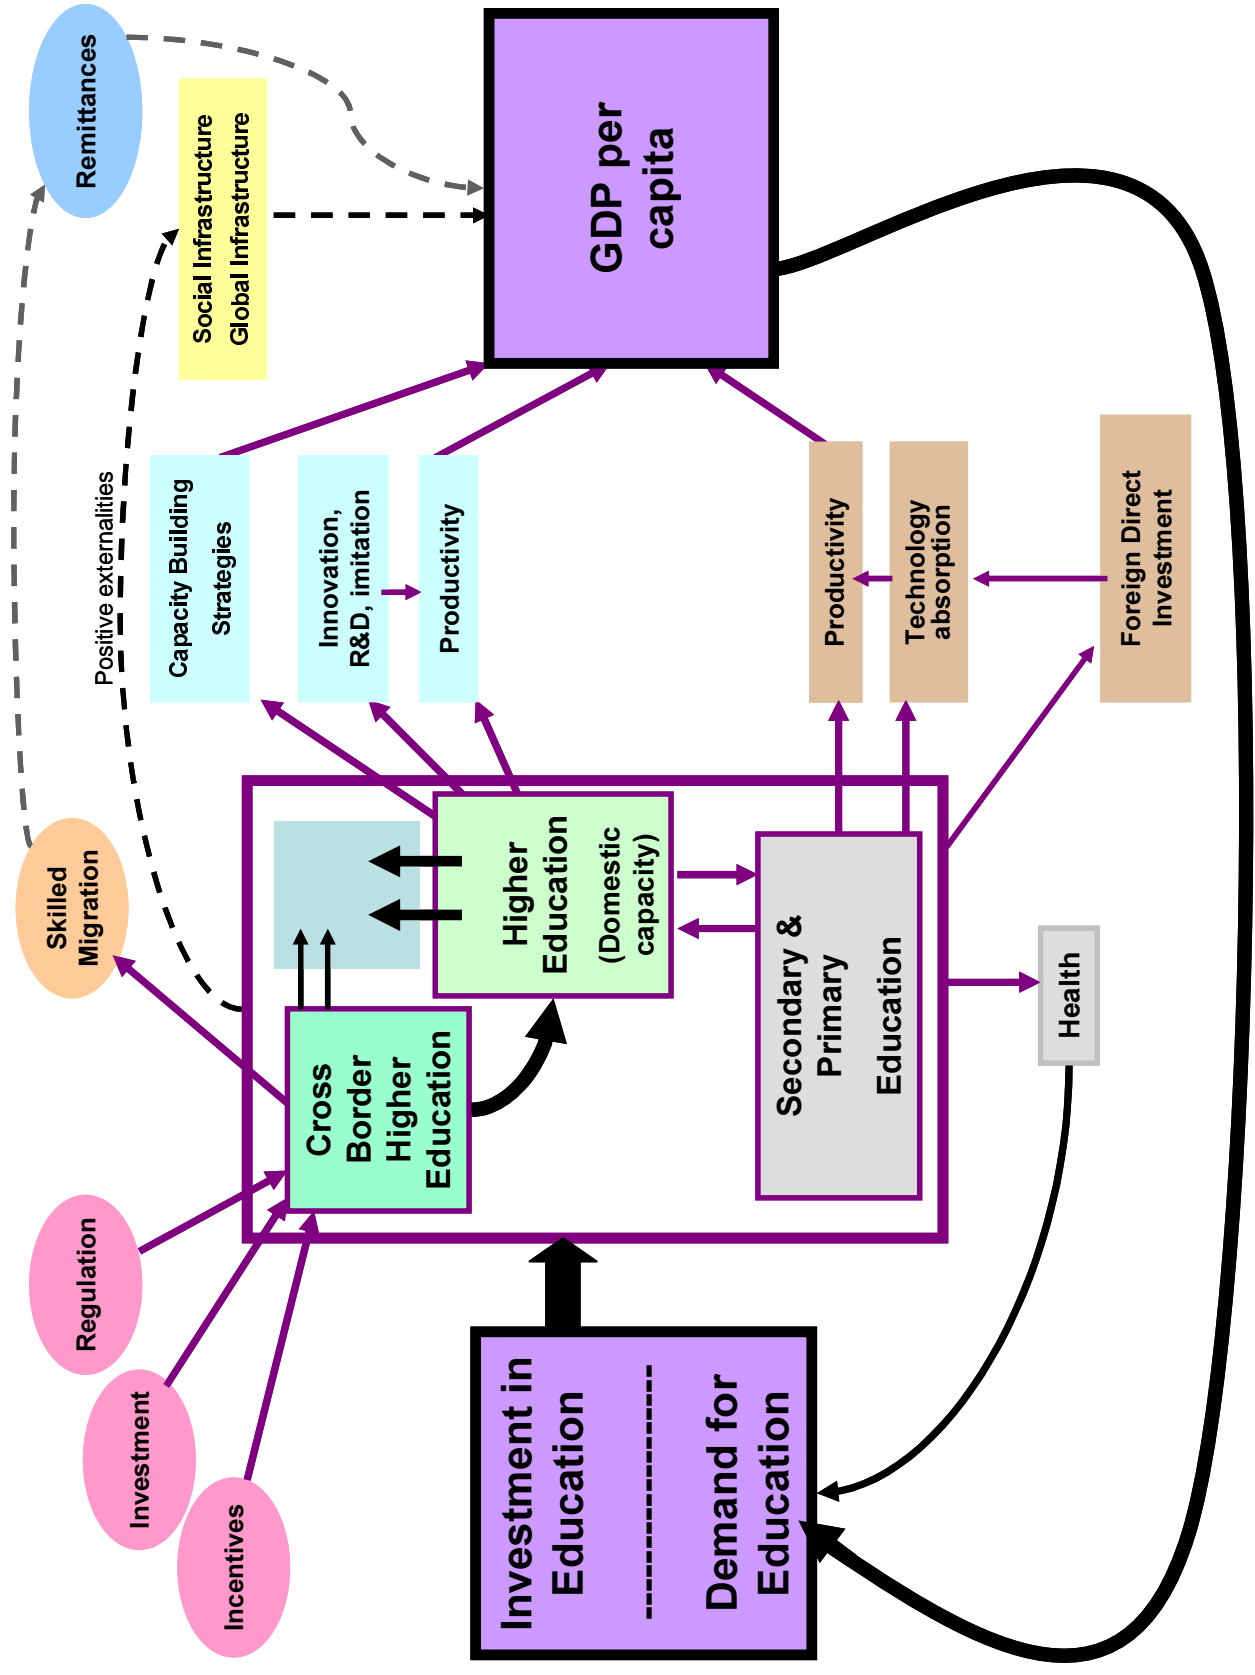 Regulation
Investment
Incentives
Skilled
Migration
Remittances
Positive externalities
Social Infrastructure
Global Infrastructure
Capacity Building
Strategies
Innovation,
R&D, imitation
Productivity
Cross
Border
Higher
Education
Higher
Education
(Domestic
capacity)
Investment in
Education
-------------------
Demand for
Education
Secondary &
Primary
Education
Productivity
Technology
absorption
Foreign Direct
Investment
GDP per
capita
Health